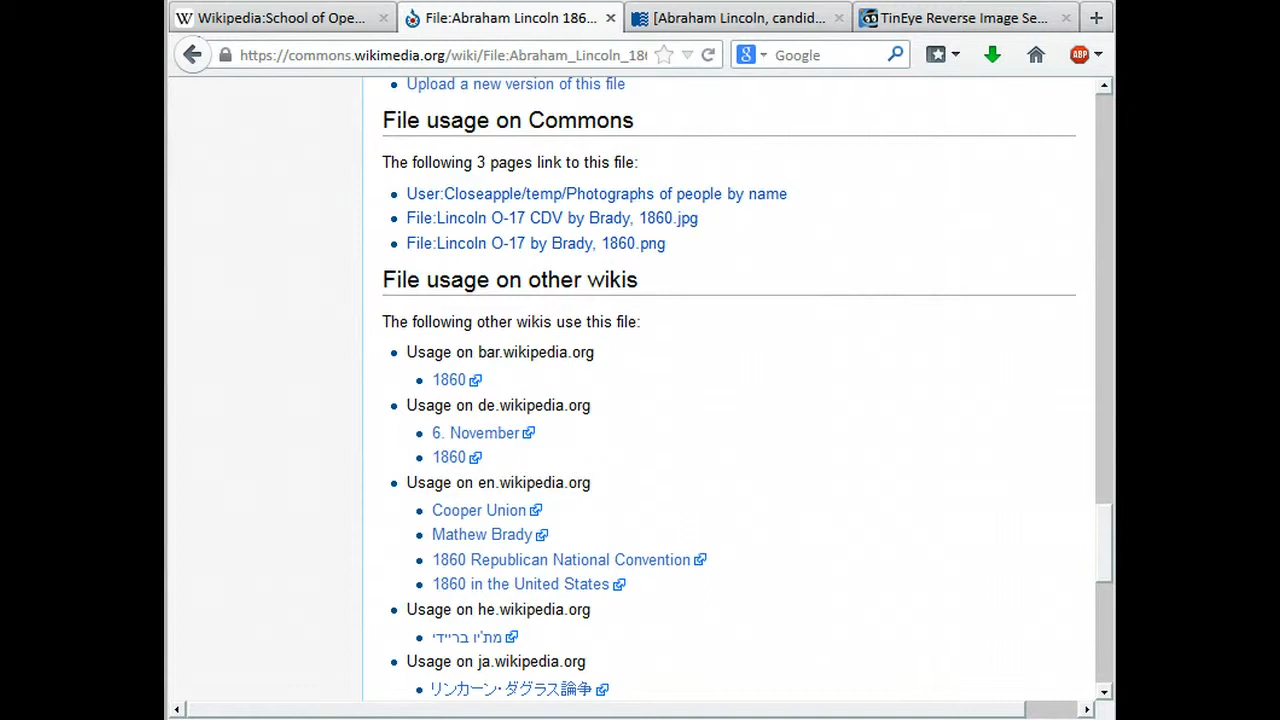 Wikipedia:School of Ope...
File:Abraham Lincoln 186...
[Abraham Lincoln, candid...
TinEye Reverse Image Se...
https://commons.wikimedia.org/wiki/File:Abraham_Lincoln_18
Google
ABP
Upload a new version of this file
File usage on Commons
The following 3 pages link to this file:
User:Closeapple/temp/Photographs of people by name
File:Lincoln O-17 CDV by Brady, 1860.jpg
File:Lincoln O-17 by Brady, 1860.png
File usage on other wikis
The following other wikis use this file:
Usage on bar.wikipedia.org
1860
Usage on de.wikipedia.org
6. November
1860
Usage on en.wikipedia.org
Cooper Union
Mathew Brady
1860 Republican National Convention
1860 in the United States
Usage on he.wikipedia.org
מת'יו בריידי
Usage on ja.wikipedia.org
リンカーン・ダグラス論争